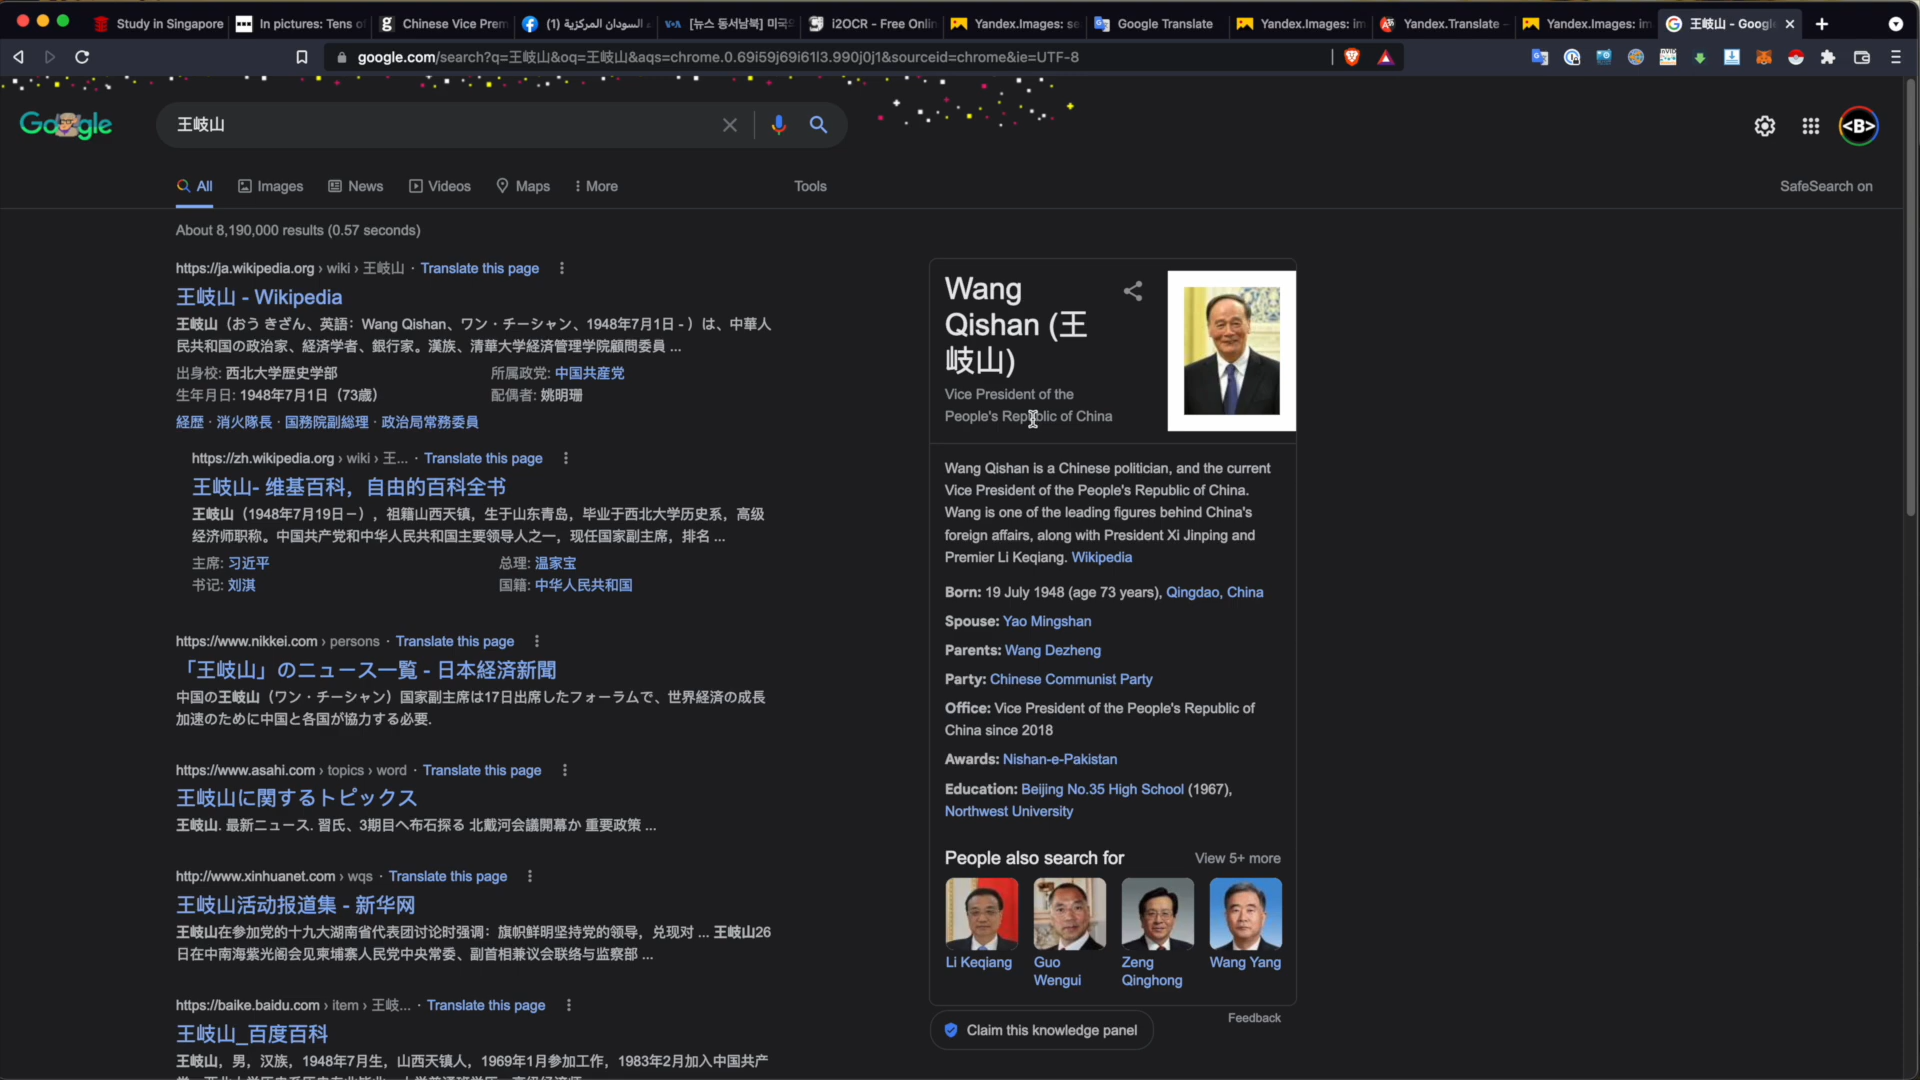 Study in Singapore
In pictures: Tens of
Chinese Vice Prem
(1) السودان المركزية
[뉴스 동서남북] 미국
i2OCR - Free Onlin
Yandex.Images: se
Google Translate
Yandex.Images: im
Yandex.Translate –
Yandex.Images: im
王岐山 - Google
google.com/search?q=王岐山&oq=王岐山&aqs=chrome.0.69i59j69i61l3.990j0j1&sourceid=chrome&ie=UTF-8
Google
王岐山
<B>
All
Images
News
Videos
Maps
More
Tools
SafeSearch on
About 8,190,000 results (0.57 seconds)
https://ja.wikipedia.org › wiki › 王岐山 · Translate this page
王岐山 - Wikipedia
王岐山（おう きざん、英語：Wang Qishan、ワン・チーシャン、1948年7月1日 - ）は、中華人
民共和国の政治家、経済学者、銀行家。漢族、清華大学経済管理学院顧問委員 ...
出身校: 西北大学歴史学部
所属政党: 中国共産党
生年月日: 1948年7月1日（73歳）
配偶者: 姚明珊
経歴 · 消火隊長 · 国務院副総理 · 政治局常務委員
https://zh.wikipedia.org › wiki › 王... · Translate this page
王岐山- 维基百科，自由的百科全书
王岐山（1948年7月19日－），祖籍山西天镇，生于山东青岛，毕业于西北大学历史系，高级
经济师职称。中国共产党和中华人民共和国主要领导人之一，现任国家副主席，排名 ...
主席: 习近平
总理: 温家宝
书记: 刘淇
国籍: 中华人民共和国
https://www.nikkei.com › persons · Translate this page
「王岐山」のニュース一覧 - 日本経済新聞
中国の王岐山（ワン・チーシャン）国家副主席は17日出席したフォーラムで、世界経済の成長
加速のために中国と各国が協力する必要.
https://www.asahi.com › topics › word · Translate this page
王岐山に関するトピックス
王岐山. 最新ニュース. 習氏、3期目へ布石探る 北戴河会議開幕か 重要政策 ...
http://www.xinhuanet.com › wqs · Translate this page
王岐山活动报道集 - 新华网
王岐山在参加党的十九大湖南省代表团讨论时强调：旗帜鲜明坚持党的领导，兑现对 ... 王岐山26
日在中南海紫光阁会见柬埔寨人民党中央常委、副首相兼议会联络与监察部 ...
https://baike.baidu.com › item › 王岐... · Translate this page
王岐山_百度百科
王岐山，男，汉族，1948年7月生，山西天镇人，1969年1月参加工作，1983年2月加入中国共产
Wang
Qishan (王
岐山)
Vice President of the
People's Republic of China
Wang Qishan is a Chinese politician, and the current
Vice President of the People's Republic of China.
Wang is one of the leading figures behind China's
foreign affairs, along with President Xi Jinping and
Premier Li Keqiang. Wikipedia
Born: 19 July 1948 (age 73 years), Qingdao, China
Spouse: Yao Mingshan
Parents: Wang Dezheng
Party: Chinese Communist Party
Office: Vice President of the People's Republic of
China since 2018
Awards: Nishan-e-Pakistan
Education: Beijing No.35 High School (1967),
Northwest University
People also search for
View 5+ more
Li Keqiang
Guo
Wengui
Zeng
Qinghong
Wang Yang
Feedback
Claim this knowledge panel